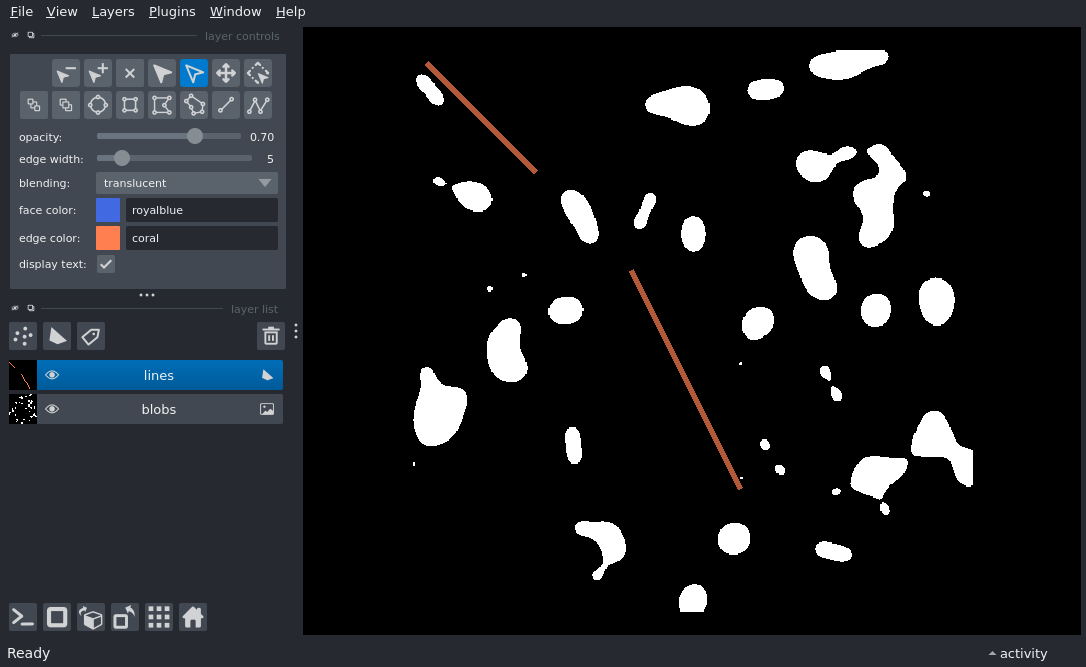 File View Layers Plugins Window Help
layer controls
opacity: 0.70
edge width: 5
blending: translucent
face color: royalblue
edge color: coral
display text:
layer list
lines
blobs
Ready
activity